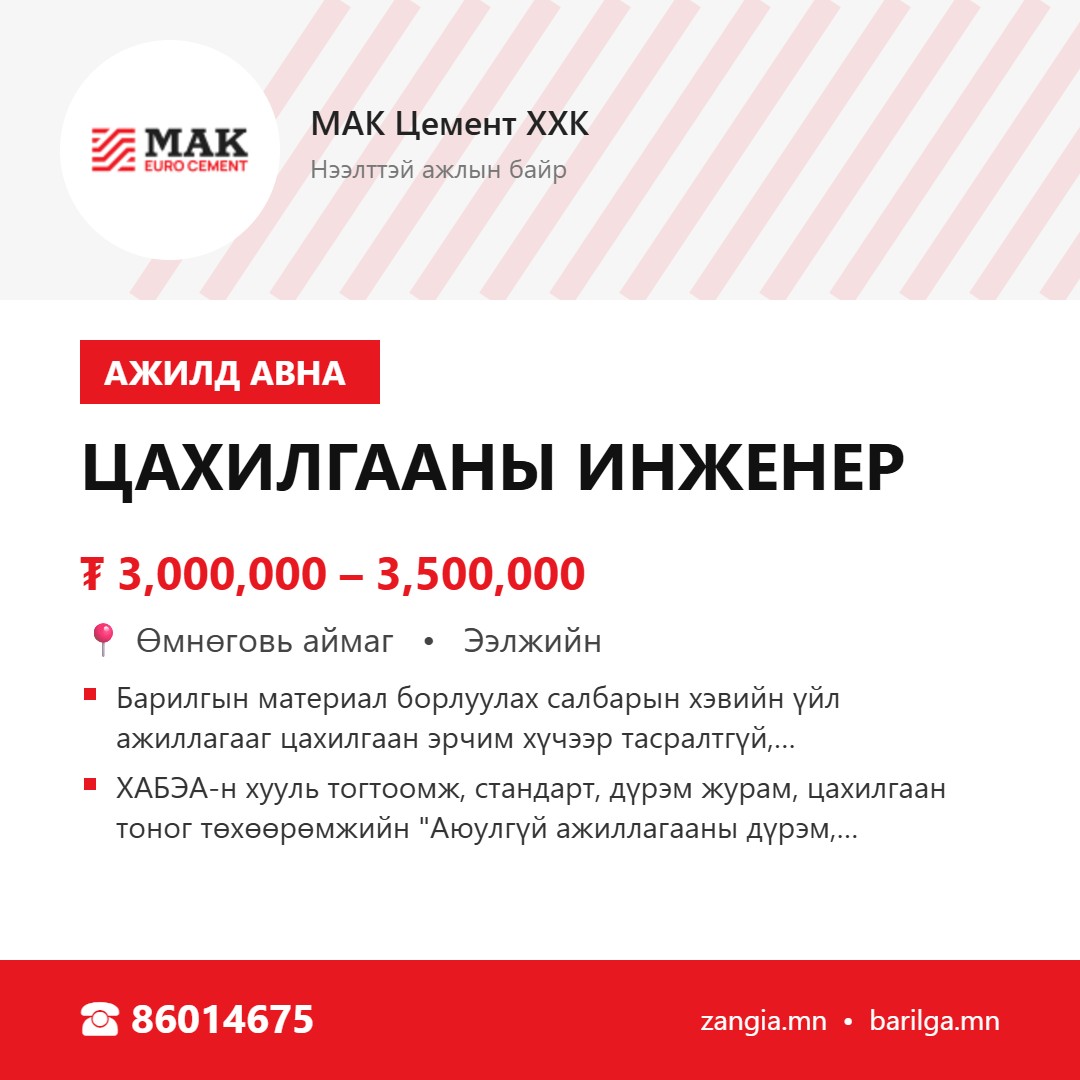 МАК
EURO CEMENT
МАК Цемент ХХК
Нээлттэй ажлын байр
АЖИЛД АВНА
ЦАХИЛГААНЫ ИНЖЕНЕР
₮ 3,000,000 – 3,500,000
Өмнөговь аймаг • Ээлжийн
Барилгын материал борлуулах салбарын хэвийн үйл
ажиллагааг цахилгаан эрчим хүчээр тасралтгүй,...
ХАБЭА-н хууль тогтоомж, стандарт, дүрэм журам, цахилгаан
тоног төхөөрөмжийн "Аюулгүй ажиллагааны дүрэм,...
☎ 86014675
zangia.mn • barilga.mn